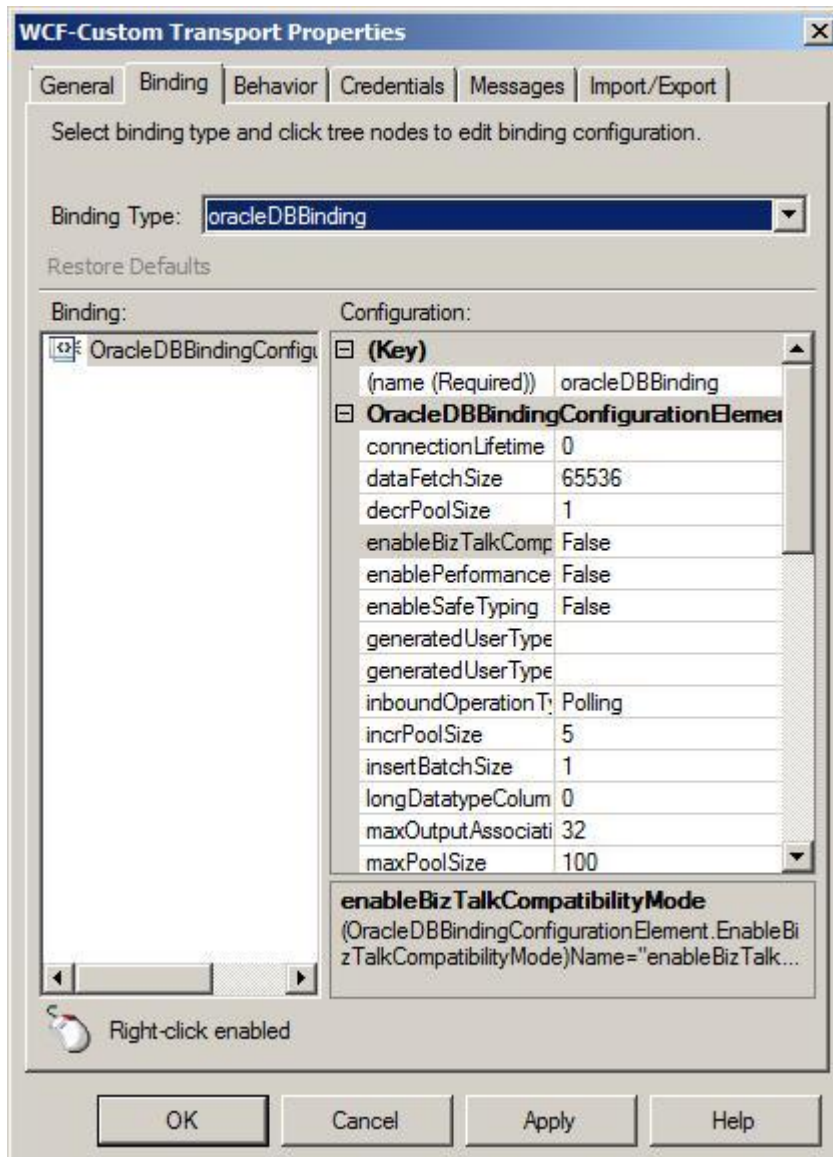 WCF-Custom Transport Properties
General Binding Behavior Credentials Messages Import/Export
Select binding type and click tree nodes to edit binding configuration.
Binding Type: oracleDBBinding
Restore Defaults
Binding: Configuration:
OracleDBBindingConfigu (Key)
(name (Required)) oracleDBBinding
OracleDBBindingConfigurationElemen
connectionLifetime 0
dataFetchSize 65536
decrPoolSize 1
enableBizTalkComp False
enablePerformance False
enableSafeTyping False
generatedUserType
generatedUserType
inboundOperationTy Polling
incrPoolSize 5
insertBatchSize 1
longDatatypeColum 0
maxOutputAssociati 32
maxPoolSize 100
enableBizTalkCompatibilityMode
(OracleDBBindingConfigurationElement.EnableBi
zTalkCompatibilityMode)Name="enableBizTalk...
Right-click enabled
OK Cancel Apply Help